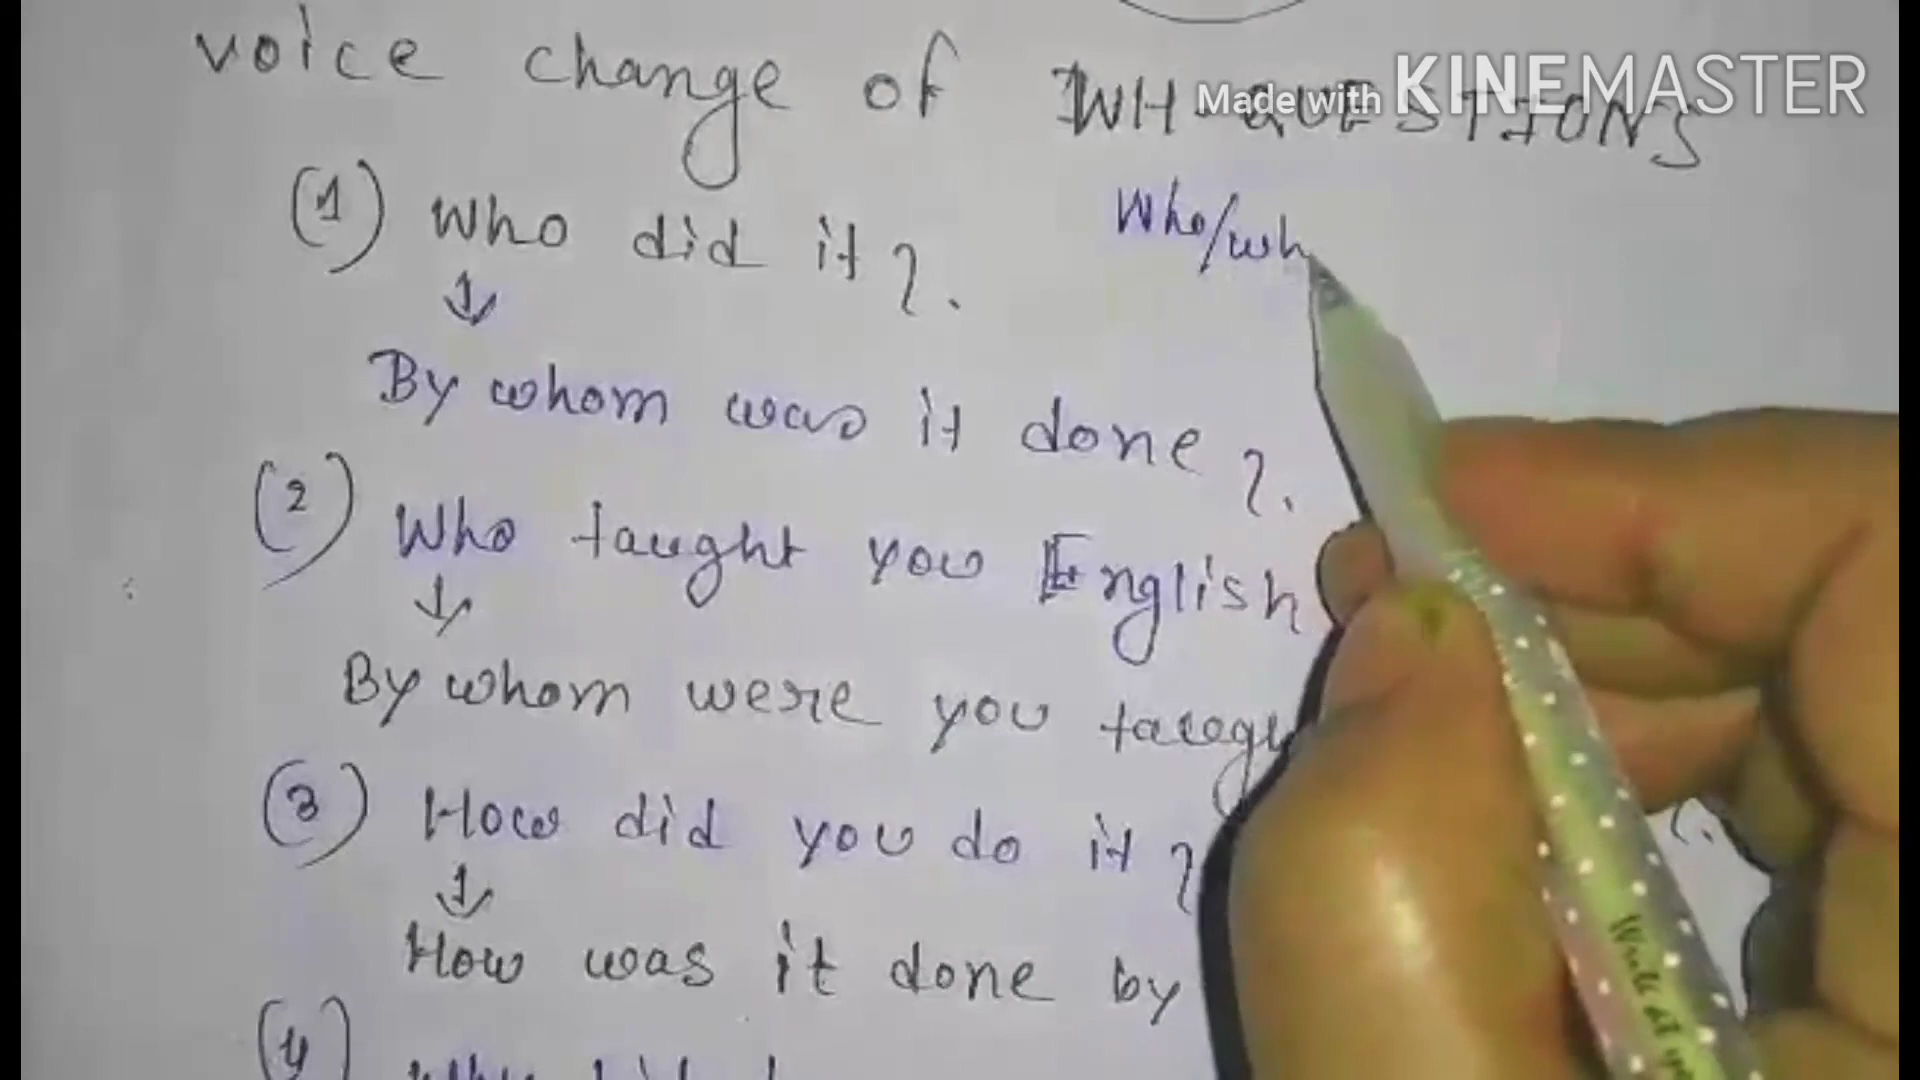 voice change of WH-QUESTIONS
Made with KINEMASTER
(1) Who did it?
Who/wh
↓
By whom was it done?
(2) Who taught you English
↓
By whom were you
(3) How did you do it?
↓
How was it done by
(4)